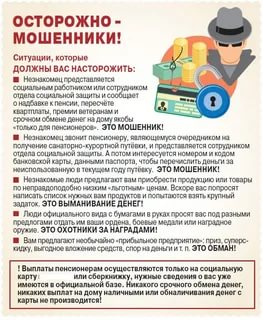 ОСТОРОЖНО -
МОШЕННИКИ!
Ситуации, которые
ДОЛЖНЫ ВАС НАСТОРОЖИТЬ:
Незнакомец представляется
социальным работником или сотрудником
отдела социальной защиты и сообщает
о надбавке к пенсии, пересчёте
квартплаты, премии ветеранам и
срочном обмене денег на дому якобы
«только для пенсионеров». ЭТО МОШЕННИК!
Незнакомец звонит пенсионеру, являющемуся очередником на
получение санаторно-курортной путёвки, и представляется сотрудником
отдела социальной защиты. А потом интересуется номером и кодом
банковской карты, данными паспорта, чтобы перечислить деньги за
неиспользованную в текущем году путёвку. ЭТО МОШЕННИК!
Незнакомые люди предлагают вам приобрести продукцию или товары
по неправдоподобно низким «льготным» ценам. Вскоре вас попросят
написать список нужных вам продуктов и попытаются взять крупный
задаток. ЭТО ВЫМАНИВАНИЕ ДЕНЕГ!
Люди официального вида с бумагами в руках просят вас под разными
предлогами отдать им ваши ордена, боевые медали или наградное
оружие. ЭТО ОХОТНИКИ ЗА НАГРАДАМИ!
Вам предлагают необычайно «прибыльное предприятие»: приз, суперс-
кидку, выгодное вложение средств, спор на деньги и т. п. ЭТО ОБМАН!
! Выплаты пенсионерам осуществляются только на социальную
карту или сберкнижку, нужные сведения о вас уже
имеются в официальной базе. Никакого срочного обмена денег,
никаких выплат на дому наличными или обналичивания денег с
карты не производится!